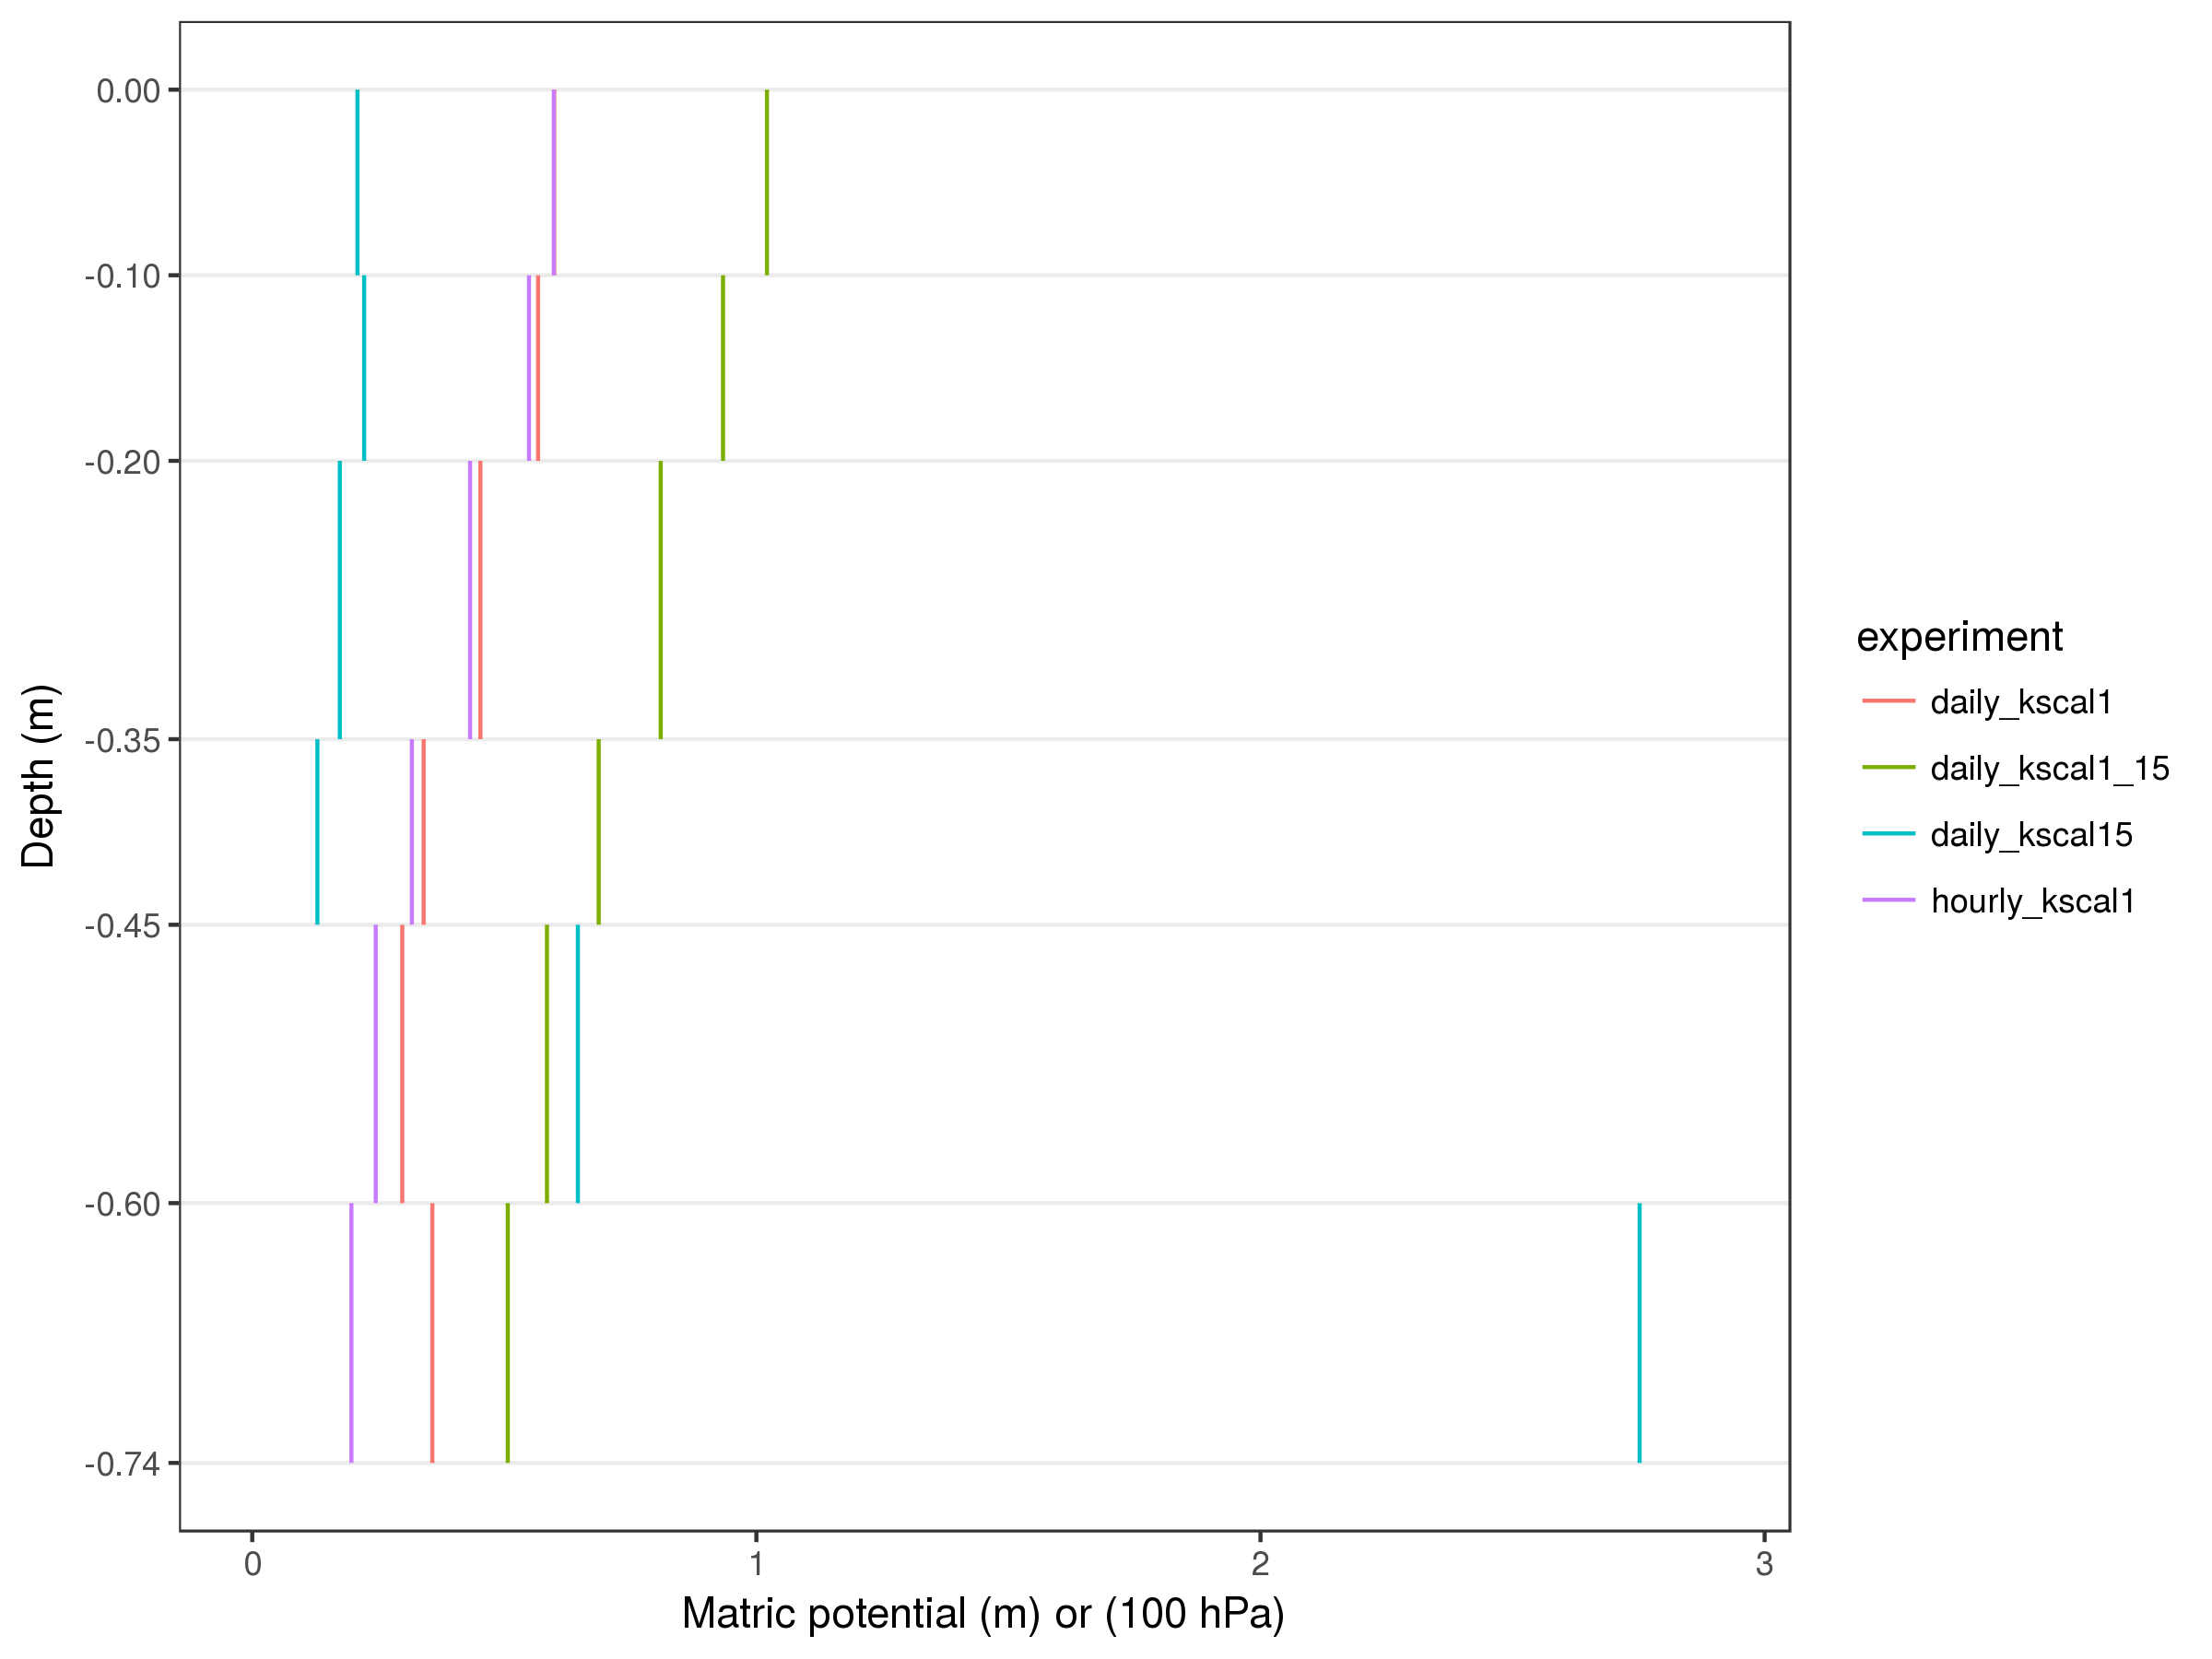 0.00
-0.10
-0.20
-0.35
-0.45
-0.60
-0.74
Depth (m)
0 1 2 3
Matric potential (m) or (100 hPa)
experiment
daily_kscal1
daily_kscal1_15
daily_kscal15
hourly_kscal1